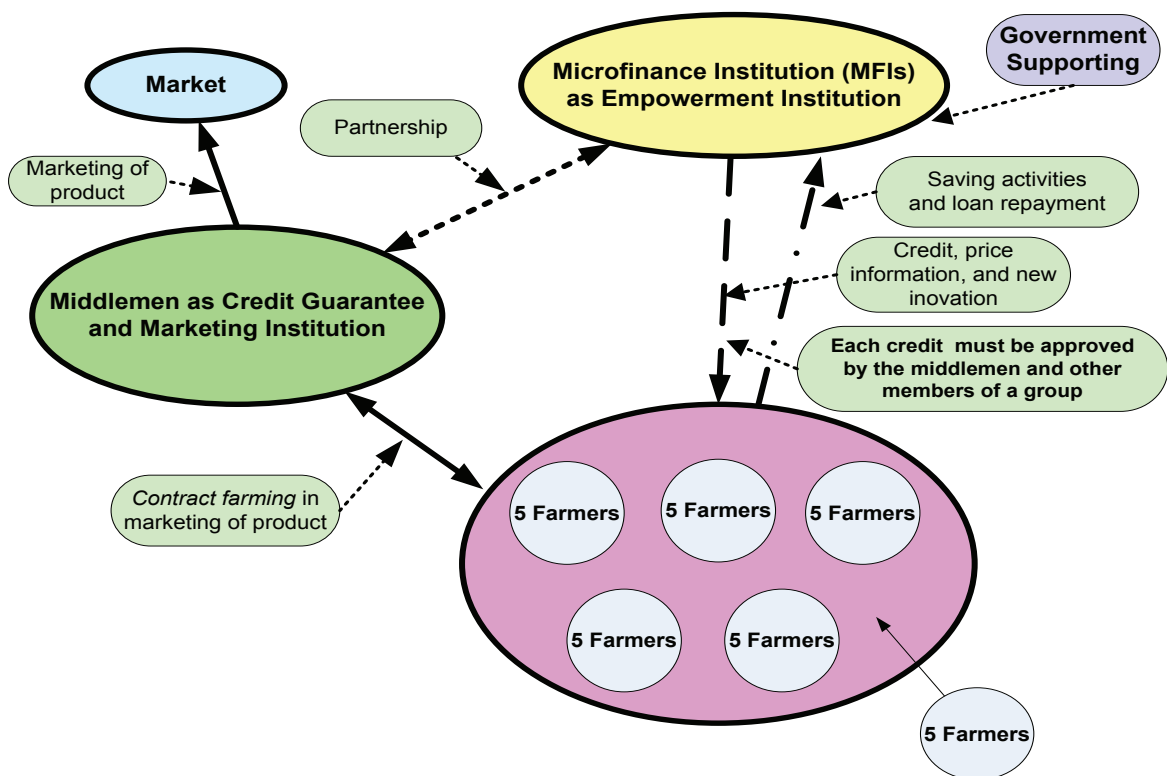 Government
Supporting
Market
Microfinance Institution (MFIs)
as Empowerment Institution
Partnership
Marketing of
product
Saving activities
and loan repayment
Credit, price
information, and new
inovation
Middlemen as Credit Guarantee
and Marketing Institution
Each credit must be approved
by the middlemen and other
members of a group
Contract farming in
marketing of product
5 Farmers
5 Farmers
5 Farmers
5 Farmers
5 Farmers
5 Farmers